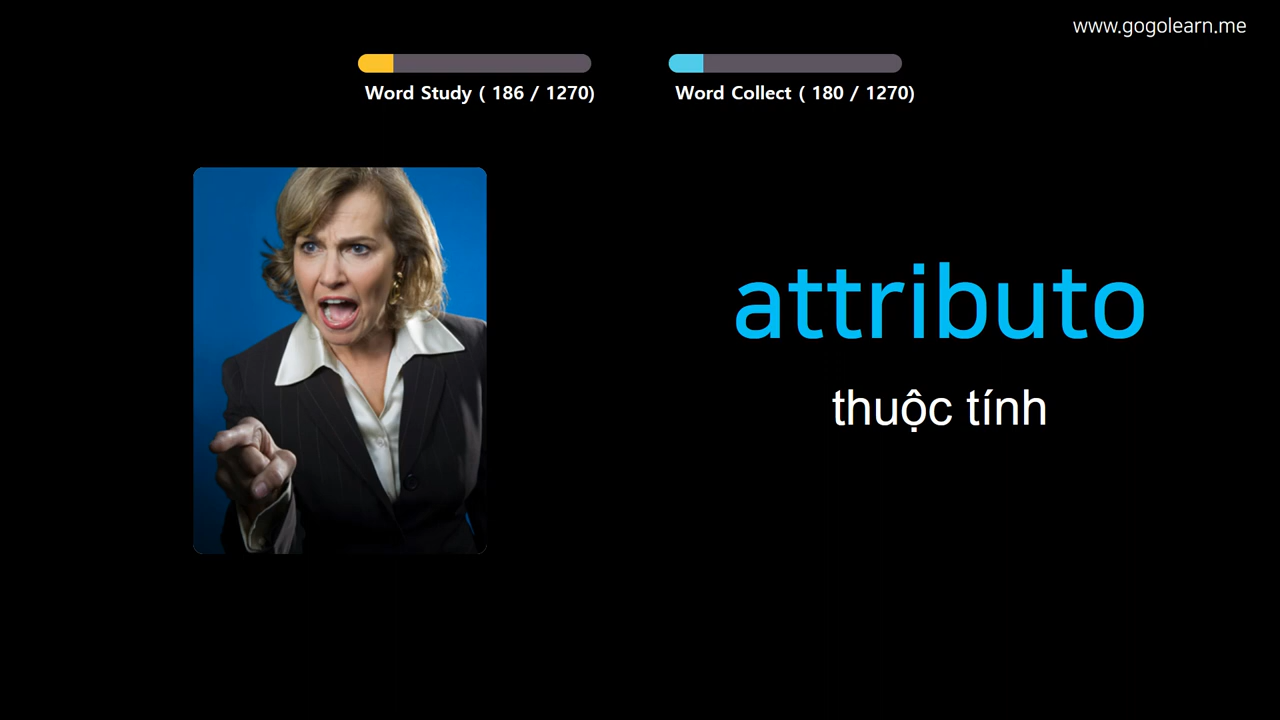 www.gogolearn.me
Word Study ( 186 / 1270)
Word Collect ( 180 / 1270)
attributo
thuộc tính